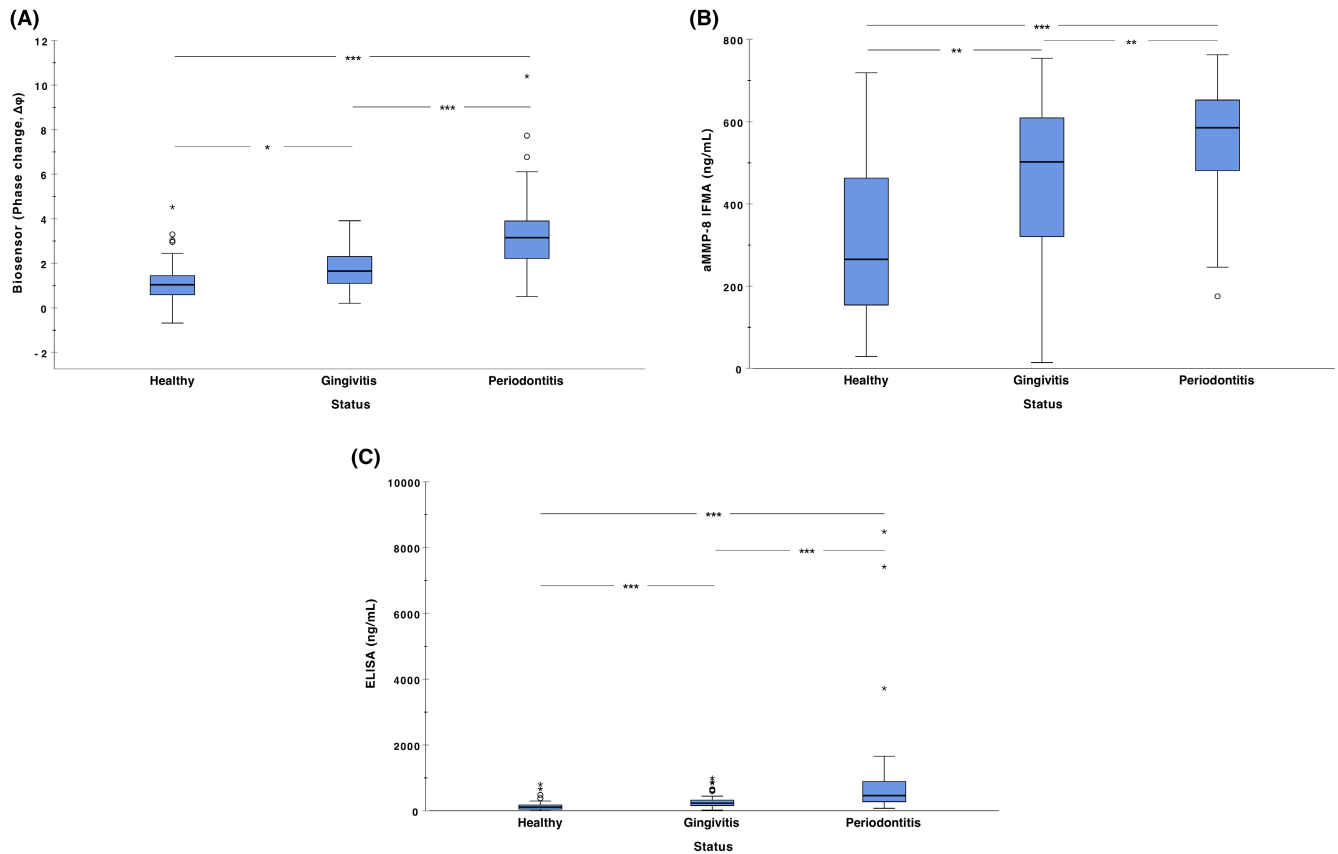 (A)
12
10
8
6
4
2
0
- 2
Biosensor (Phase change, Δφ)
***
***
*
Healthy
Gingivitis
Periodontitis
Status
(B)
800
600
400
200
0
aMMP-8 IFMA (ng/mL)
***
**
**
Healthy
Gingivitis
Periodontitis
Status
(C)
10000
8000
6000
4000
2000
0
ELISA (ng/mL)
***
***
***
Healthy
Gingivitis
Periodontitis
Status